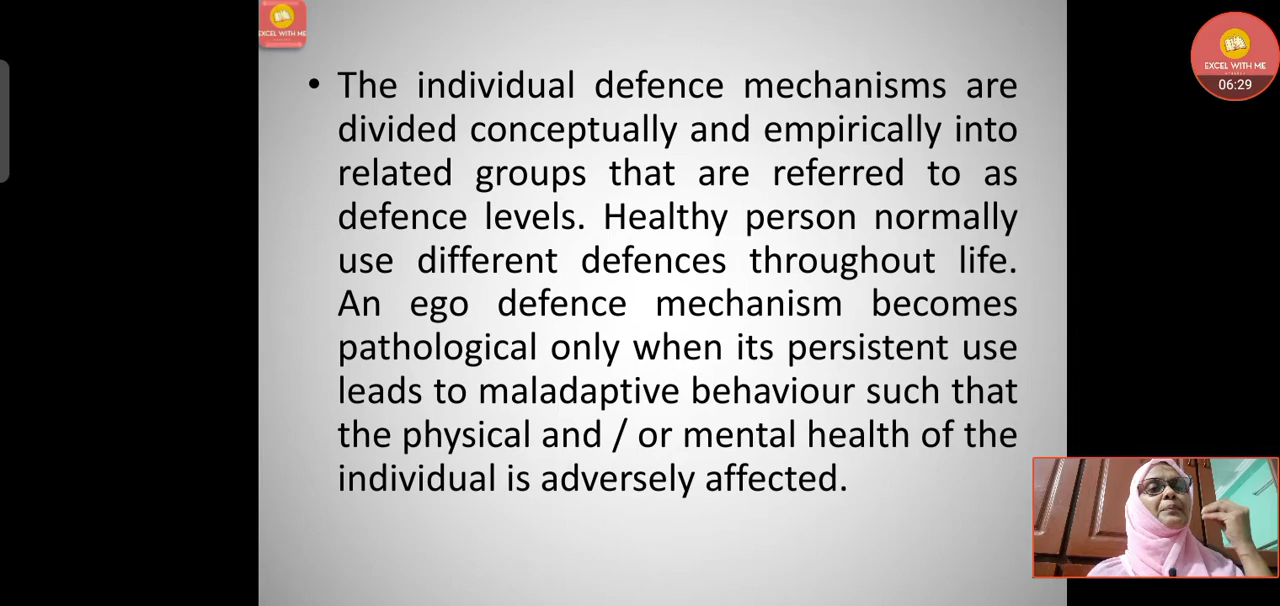 EXCEL WITH ME
• The individual defence mechanisms are
divided conceptually and empirically into
related groups that are referred to as
defence levels. Healthy person normally
use different defences throughout life.
An ego defence mechanism becomes
pathological only when its persistent use
leads to maladaptive behaviour such that
the physical and / or mental health of the
individual is adversely affected.
EXCEL WITH ME
06:29